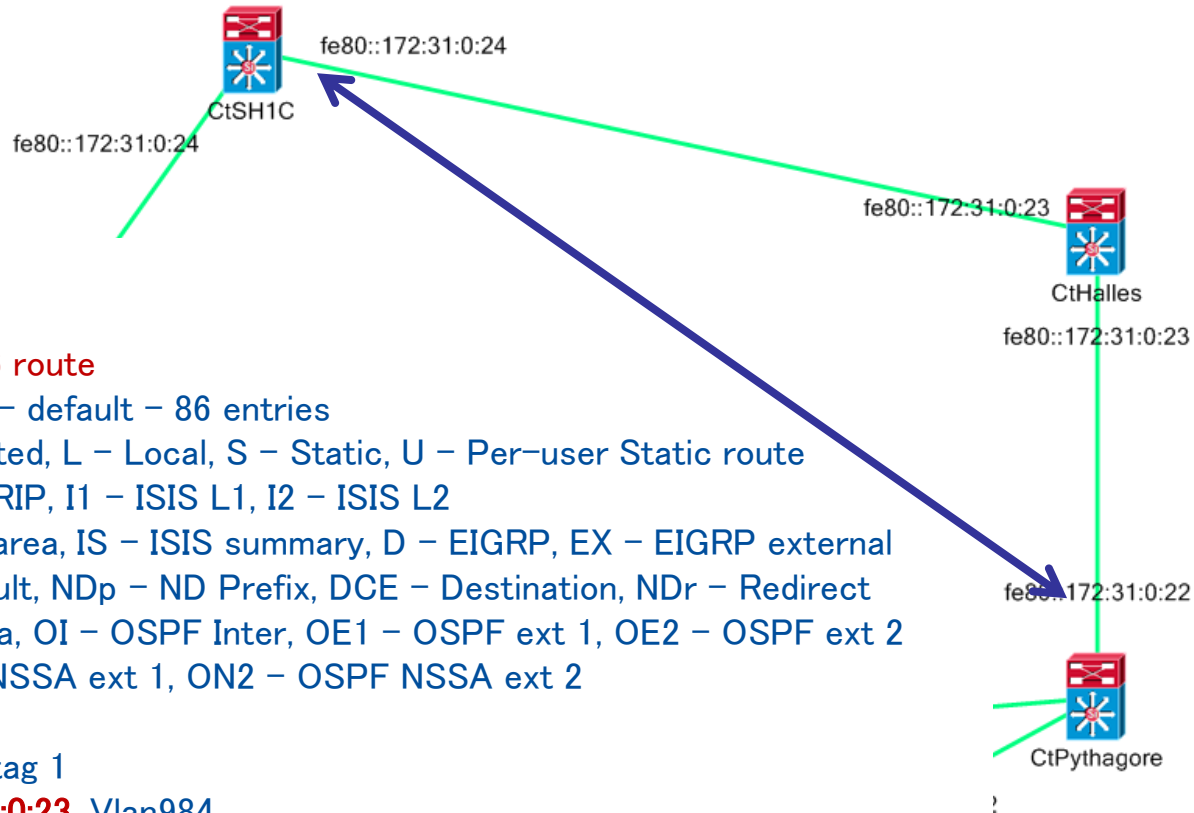 fe80::172:31:0:24
CtSH1C
fe80::172:31:0:24
fe80::172:31:0:23
CtHalles
fe80::172:31:0:23
route
– default – 86 entries
ted, L – Local, S – Static, U – Per-user Static route
RIP, I1 – ISIS L1, I2 – ISIS L2
area, IS – ISIS summary, D – EIGRP, EX – EIGRP external
ult, NDp – ND Prefix, DCE – Destination, NDr – Redirect
fe80::172:31:0:22
a, OI – OSPF Inter, OE1 – OSPF ext 1, OE2 – OSPF ext 2
NSSA ext 1, ON2 – OSPF NSSA ext 2
CtPythagore
tag 1
:0:23, Vlan984